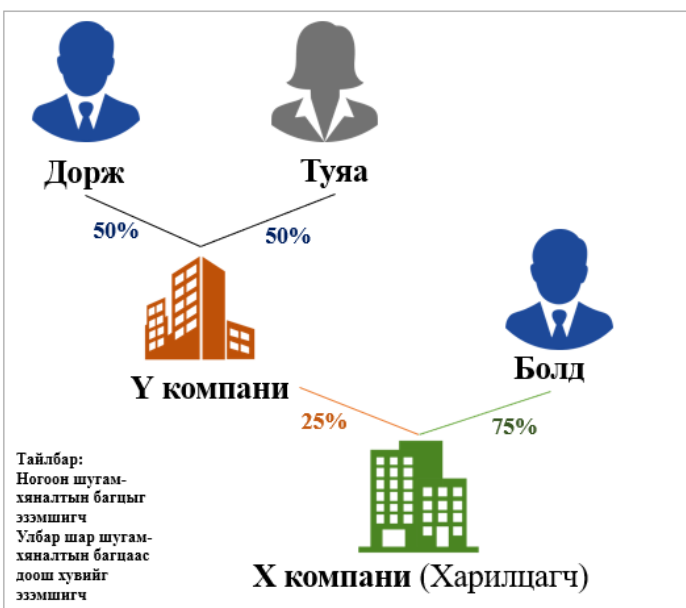 Дорж
Туяа
50%
50%
Y компани
Болд
25%
75%
Тайлбар:
Ногоон шугам-
хяналтын багцыг
эзэмшигч
Улбар шар шугам-
хяналтын багцаас
доош хувийг
эзэмшигч
X компани (Харилцагч)